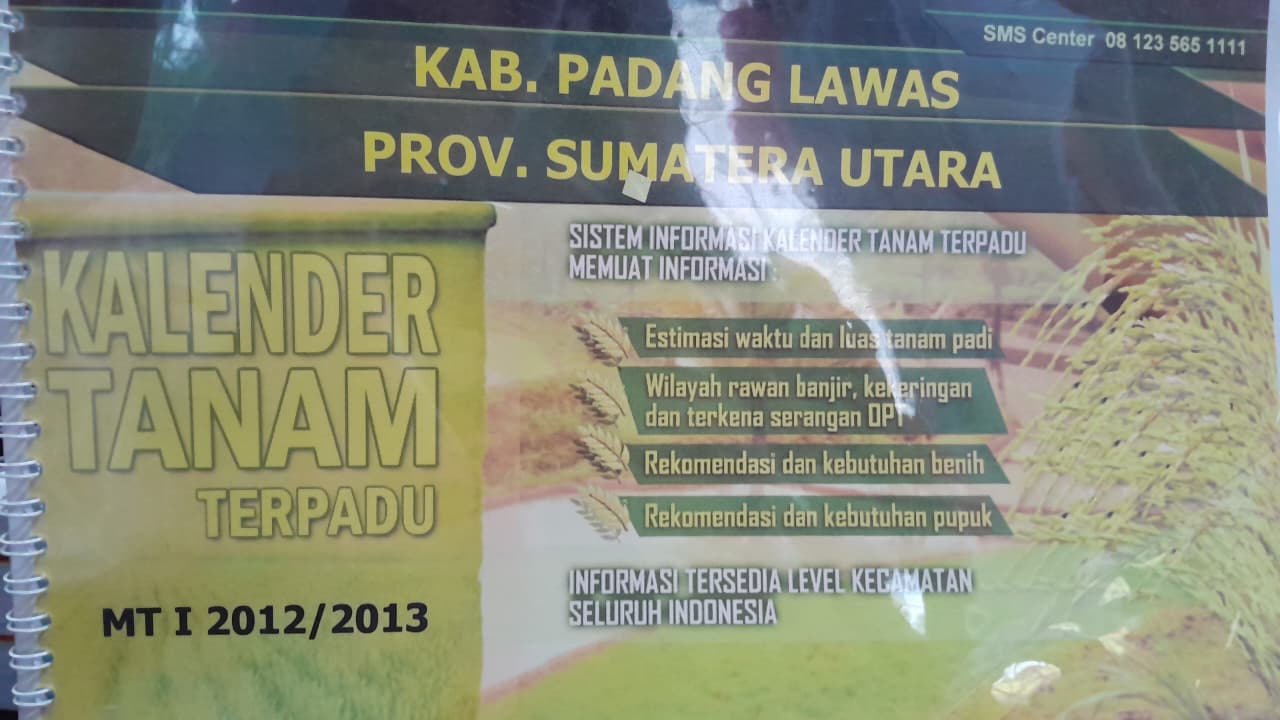 SMS Center 08 123 565 1111
KAB. PADANG LAWAS
PROV. SUMATERA UTARA
KALENDER
TANAM
TERPADU
MT I 2012/2013
SISTEM INFORMASI KALENDER TANAM TERPADU
MEMUAT INFORMASI :
Estimasi waktu dan luas tanam padi
Wilayah rawan banjir, kekeringan
dan terkena serangan OPT
Rekomendasi dan kebutuhan benih
Rekomendasi dan kebutuhan pupuk
INFORMASI TERSEDIA LEVEL KECAMATAN
SELURUH INDONESIA